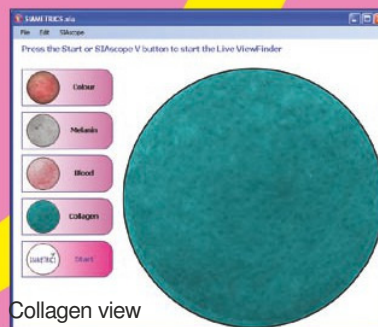 SIAMETRICS
File Edit SIAscope
Press the Start or SIAscope V button to start the Live ViewFinder
Colour
Melanin
Blood
Collagen
Start
Collagen view